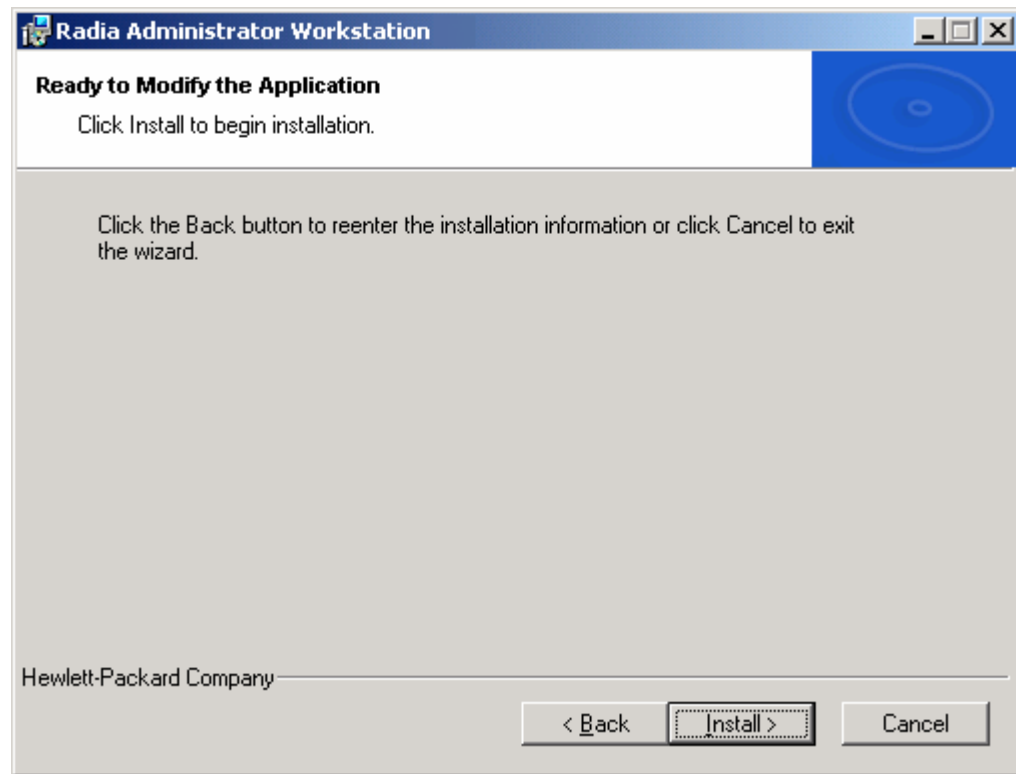 Radia Administrator Workstation
Ready to Modify the Application
Click Install to begin installation.
Click the Back button to reenter the installation information or click Cancel to exit
the wizard.
Hewlett-Packard Company
< Back Install > Cancel